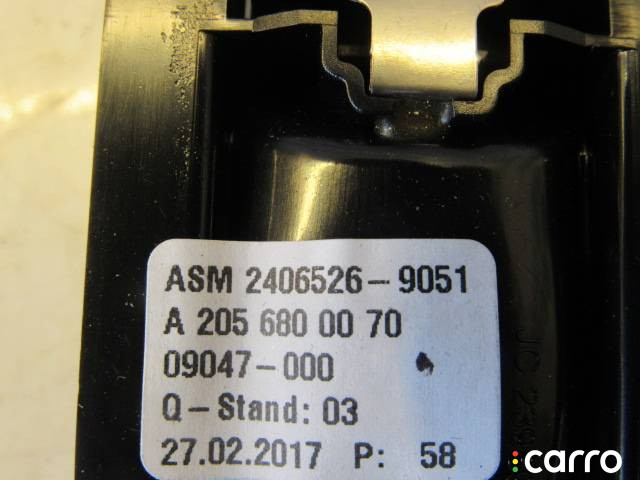 ASM 2406526-9051
A 205 680 00 70
09047-000
Q-Stand: 03
27.02.2017 P: 58
carro